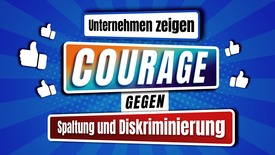 Unternehmen zeigen
COURAGE
GEGEN
Spaltung und Diskriminierung